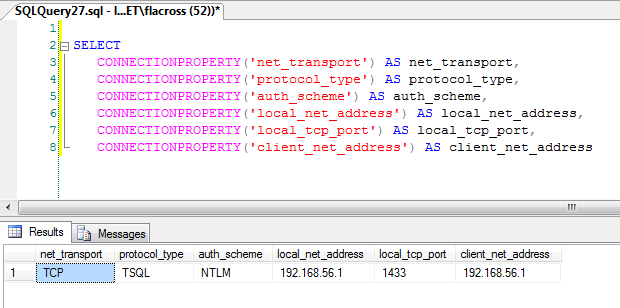 SQLQuery27.sql - l...ET\flacross (52))*
1
2 SELECT
3 CONNECTIONPROPERTY('net_transport') AS net_transport,
4 CONNECTIONPROPERTY('protocol_type') AS protocol_type,
5 CONNECTIONPROPERTY('auth_scheme') AS auth_scheme,
6 CONNECTIONPROPERTY('local_net_address') AS local_net_address,
7 CONNECTIONPROPERTY('local_tcp_port') AS local_tcp_port,
8 CONNECTIONPROPERTY('client_net_address') AS client_net_address
Results Messages
net_transport protocol_type auth_scheme local_net_address local_tcp_port client_net_address
1 TCP TSQL NTLM 192.168.56.1 1433 192.168.56.1